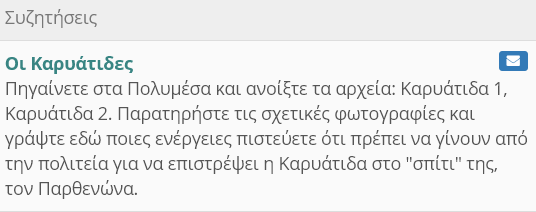 Συζητήσεις
Οι Καρυάτιδες
Πηγαίνετε στα Πολυμέσα και ανοίξτε τα αρχεία: Καρυάτιδα 1,
Καρυάτιδα 2. Παρατηρήστε τις σχετικές φωτογραφίες και
γράψτε εδώ ποιες ενέργειες πιστεύετε ότι πρέπει να γίνουν από
την πολιτεία για να επιστρέψει η Καρυάτιδα στο "σπίτι" της,
τον Παρθενώνα.